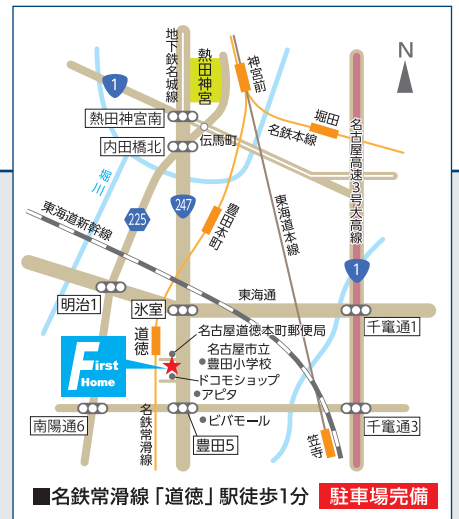 地下鉄名城線
熱田神宮
神宮前
N
1
熱田神宮南
伝馬町
堀田
名鉄本線
内田橋北
堀川
名古屋高速3号大高線
225
247
豊田本町
東海道本線
東海道新幹線
1
明治1
氷室
東海通
千竈通1
道徳
名古屋道徳本町郵便局
名古屋市立
豊田小学校
First
Home
ドコモショップ
アピタ
南陽通6
名鉄常滑線
豊田5
ビバモール
笠寺
千竈通3
■名鉄常滑線「道徳」駅徒歩1分 駐車場完備